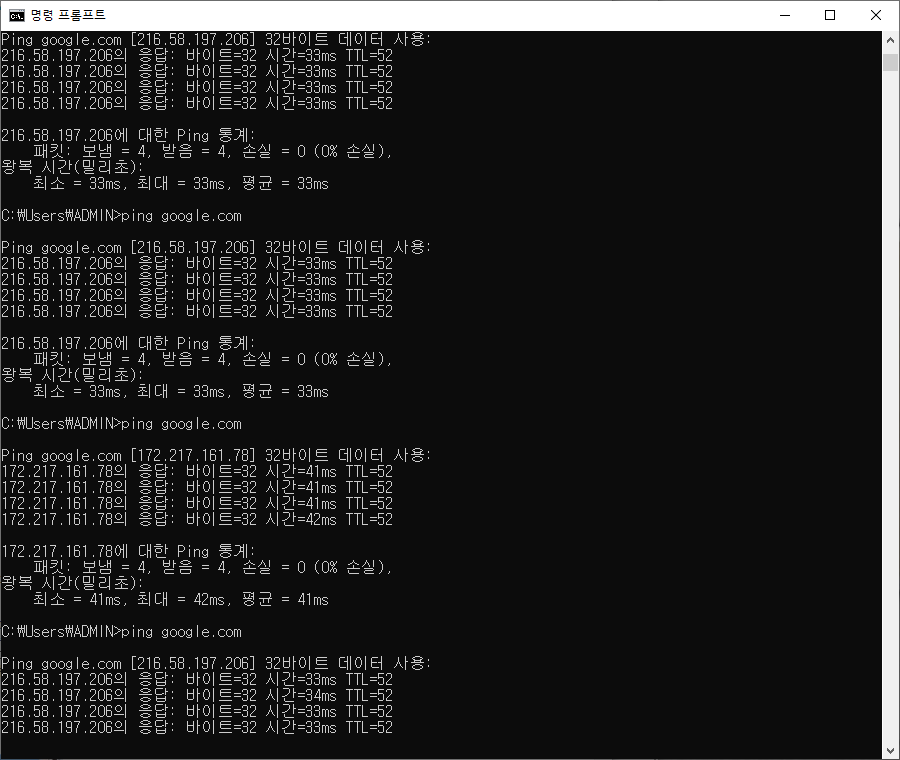 명령 프롬프트
Ping google.com [216.58.197.206] 32바이트 데이터 사용:
216.58.197.206의 응답: 바이트=32 시간=33ms TTL=52
216.58.197.206의 응답: 바이트=32 시간=33ms TTL=52
216.58.197.206의 응답: 바이트=32 시간=33ms TTL=52
216.58.197.206의 응답: 바이트=32 시간=33ms TTL=52
216.58.197.206에 대한 Ping 통계:
패킷: 보냄 = 4, 받음 = 4, 손실 = 0 (0% 손실),
왕복 시간(밀리초):
최소 = 33ms, 최대 = 33ms, 평균 = 33ms
C:₩Users₩ADMIN>ping google.com
Ping google.com [216.58.197.206] 32바이트 데이터 사용:
216.58.197.206의 응답: 바이트=32 시간=33ms TTL=52
216.58.197.206의 응답: 바이트=32 시간=33ms TTL=52
216.58.197.206의 응답: 바이트=32 시간=33ms TTL=52
216.58.197.206의 응답: 바이트=32 시간=33ms TTL=52
216.58.197.206에 대한 Ping 통계:
패킷: 보냄 = 4, 받음 = 4, 손실 = 0 (0% 손실),
왕복 시간(밀리초):
최소 = 33ms, 최대 = 33ms, 평균 = 33ms
C:₩Users₩ADMIN>ping google.com
Ping google.com [172.217.161.78] 32바이트 데이터 사용:
172.217.161.78의 응답: 바이트=32 시간=41ms TTL=52
172.217.161.78의 응답: 바이트=32 시간=41ms TTL=52
172.217.161.78의 응답: 바이트=32 시간=41ms TTL=52
172.217.161.78의 응답: 바이트=32 시간=42ms TTL=52
172.217.161.78에 대한 Ping 통계:
패킷: 보냄 = 4, 받음 = 4, 손실 = 0 (0% 손실),
왕복 시간(밀리초):
최소 = 41ms, 최대 = 42ms, 평균 = 41ms
C:₩Users₩ADMIN>ping google.com
Ping google.com [216.58.197.206] 32바이트 데이터 사용:
216.58.197.206의 응답: 바이트=32 시간=33ms TTL=52
216.58.197.206의 응답: 바이트=32 시간=34ms TTL=52
216.58.197.206의 응답: 바이트=32 시간=33ms TTL=52
216.58.197.206의 응답: 바이트=32 시간=33ms TTL=52